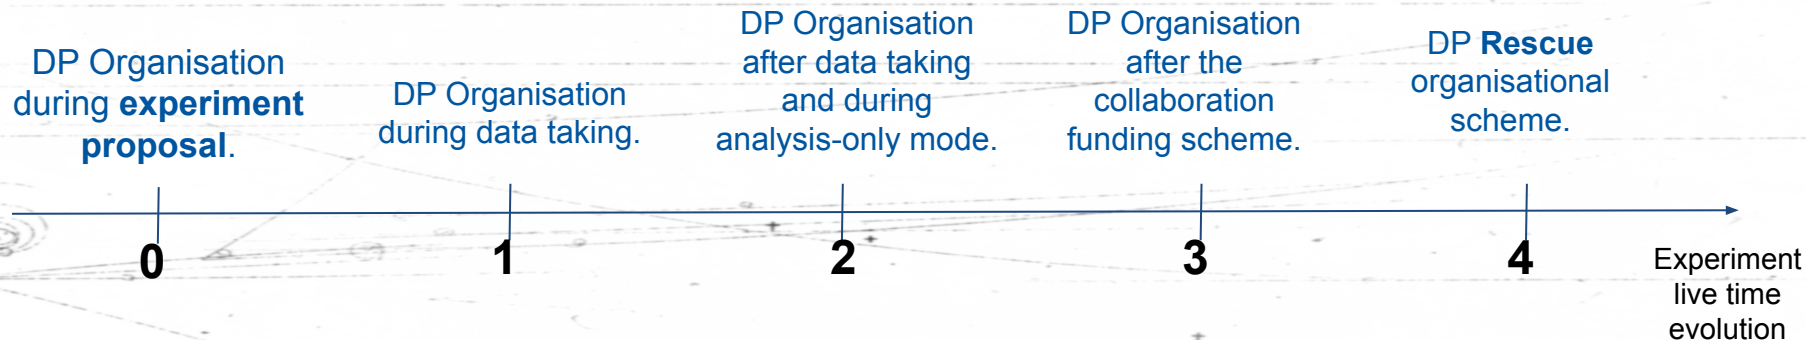 DP Organisation
during experiment
proposal.
DP Organisation
during data taking.
DP Organisation
after data taking
and during
analysis-only mode.
DP Organisation
after the
collaboration
funding scheme.
DP Rescue
organisational
scheme.
0
1
2
3
4
Experiment
live time
evolution